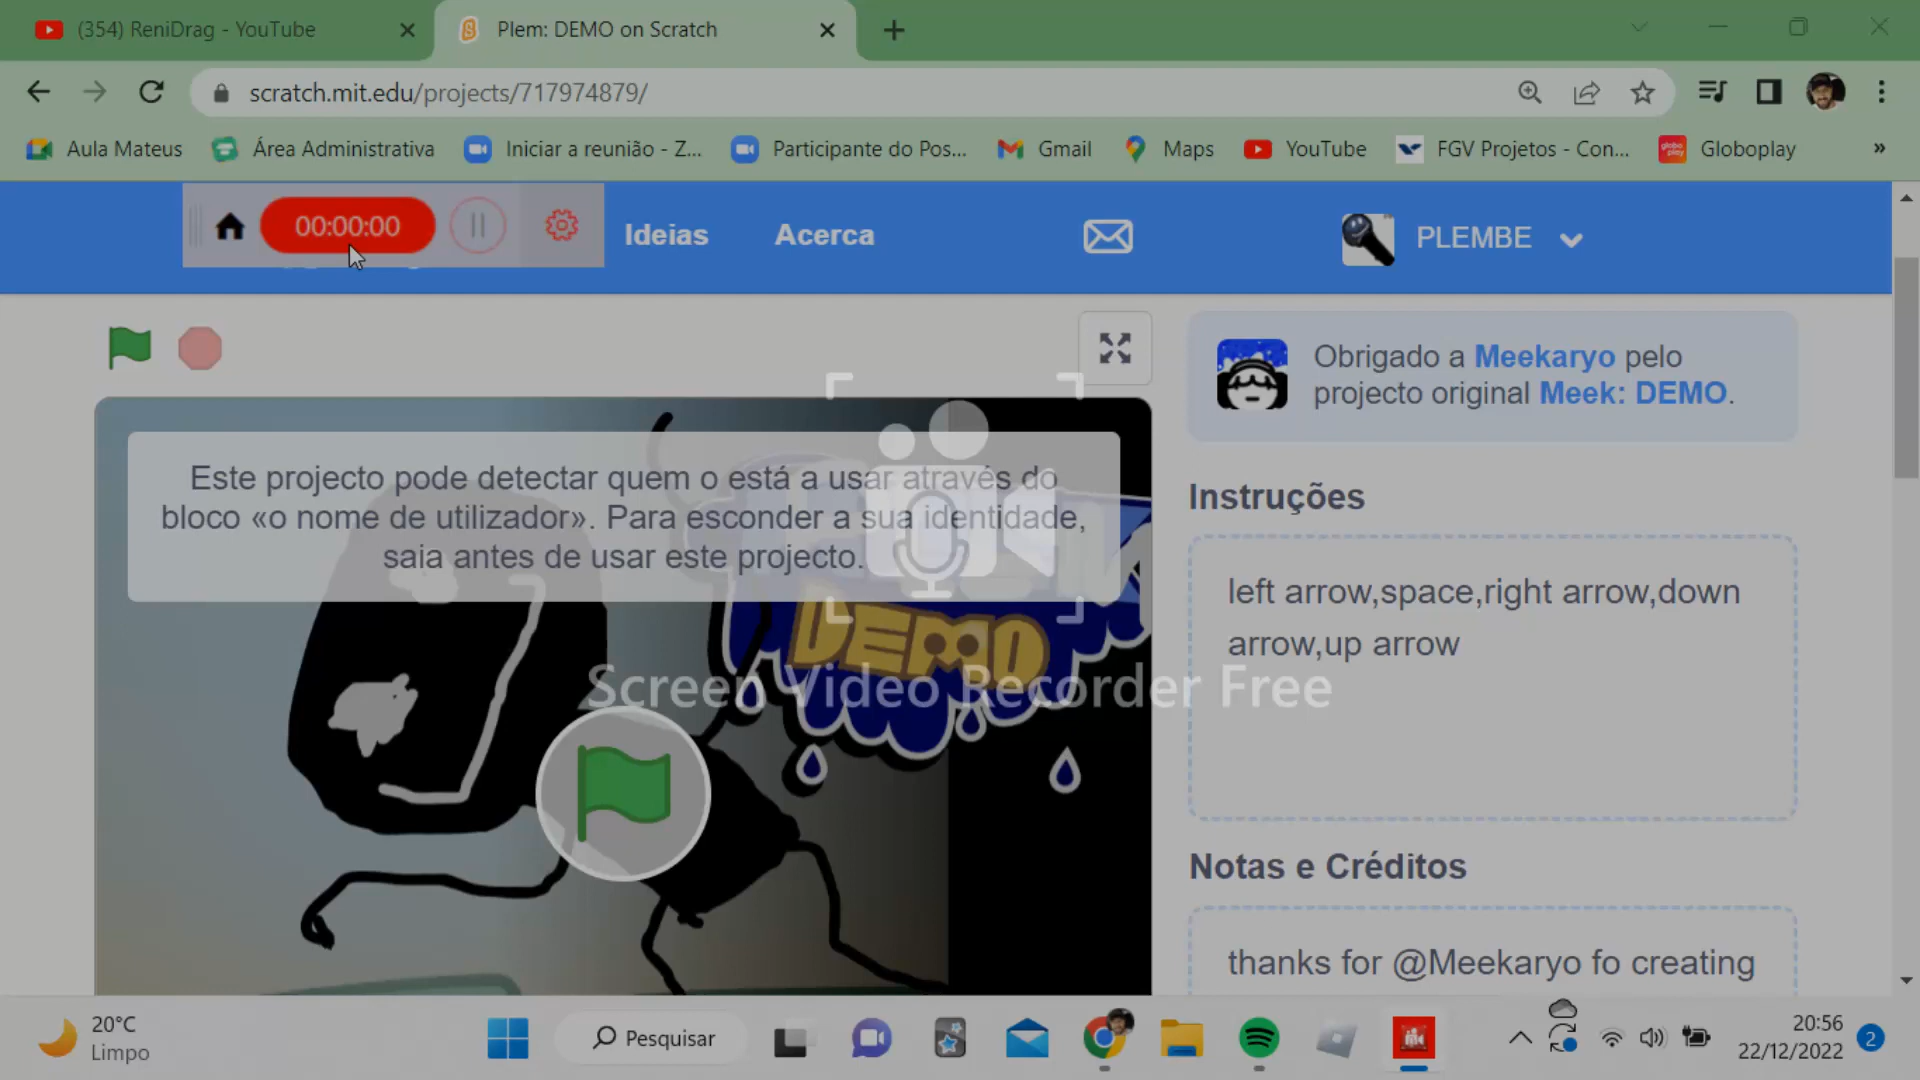 (354) ReniDrag - YouTube
Plem: DEMO on Scratch
scratch.mit.edu/projects/717974879/
Aula Mateus
Área Administrativa
Iniciar a reunião - Z...
Participante do Pos...
Gmail
Maps
YouTube
FGV Projetos - Con...
Globoplay
»
00:00:00
Ideias
Acerca
PLEMBE
Obrigado a Meekaryo pelo
projecto original Meek: DEMO.
Este projecto pode detectar quem o está a usar através do
bloco «o nome de utilizador». Para esconder a sua identidade,
saia antes de usar este projecto.
DEMO
Screen Video Recorder Free
Instruções
left arrow,space,right arrow,down
arrow,up arrow
Notas e Créditos
thanks for @Meekaryo fo creating
20°C
Limpo
Pesquisar
20:56
22/12/2022
2